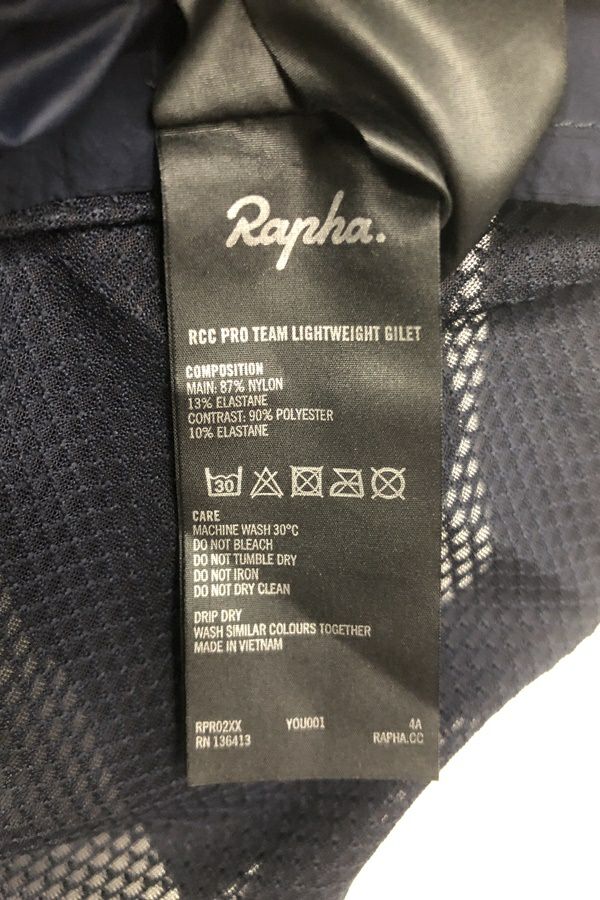 Rapha.
RCC PRO TEAM LIGHTWEIGHT GILET
COMPOSITION
MAIN: 87% NYLON
13% ELASTANE
CONTRAST: 90% POLYESTER
10% ELASTANE
30
CARE
MACHINE WASH 30°C
DO NOT BLEACH
DO NOT TUMBLE DRY
DO NOT IRON
DO NOT DRY CLEAN
DRIP DRY
WASH SIMILAR COLOURS TOGETHER
MADE IN VIETNAM
RPR02XX YOU001 4A
RN 136413 RAPHA.CC